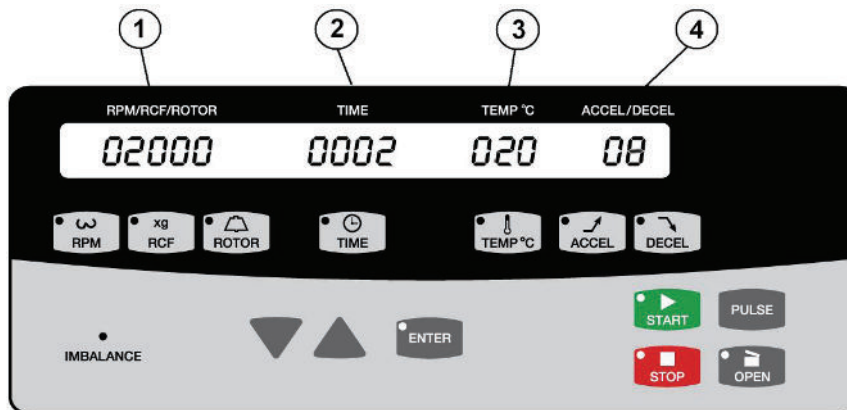 1 2 3 4
RPM/RCF/ROTOR TIME TEMP °C ACCEL/DECEL
02000 0002 020 08
ω xg
RPM RCF ROTOR TIME TEMP°C ACCEL DECEL
START PULSE
ENTER
IMBALANCE
STOP OPEN